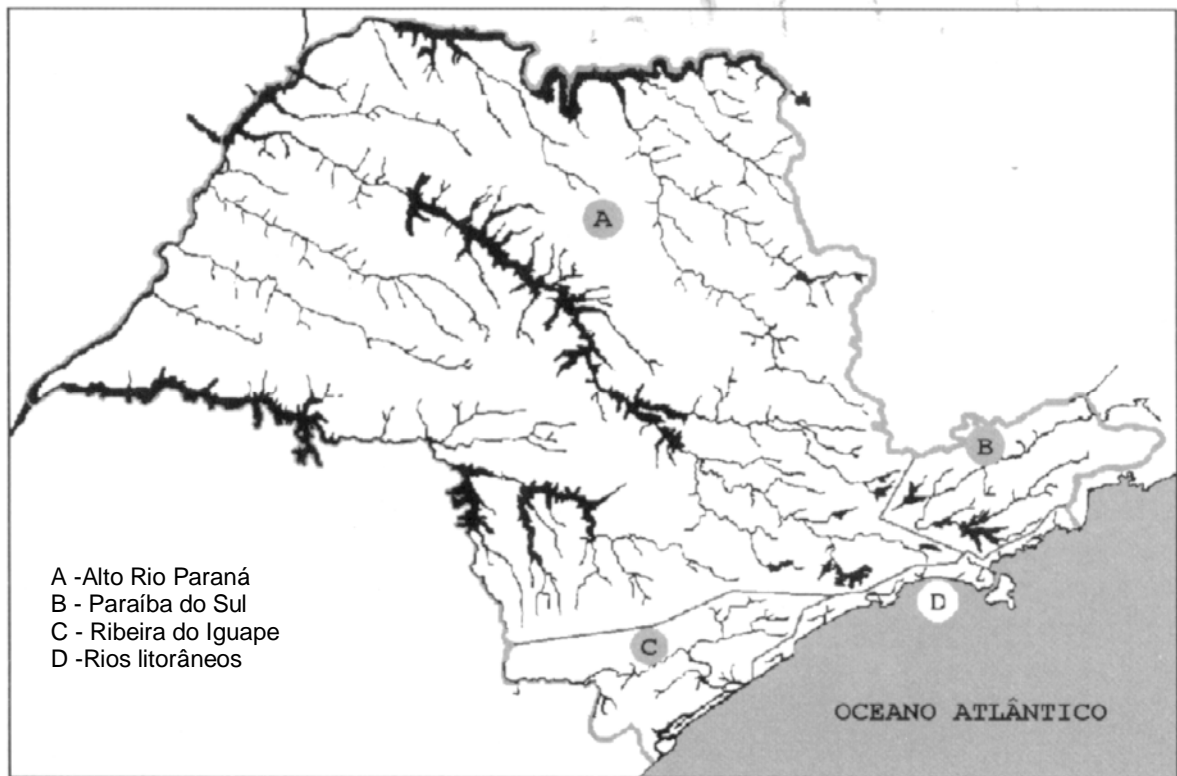 A
B
A -Alto Rio Paraná
B - Paraíba do Sul
C - Ribeira do Iguape
D -Rios litorâneos
D
C
OCEANO ATLÂNTICO